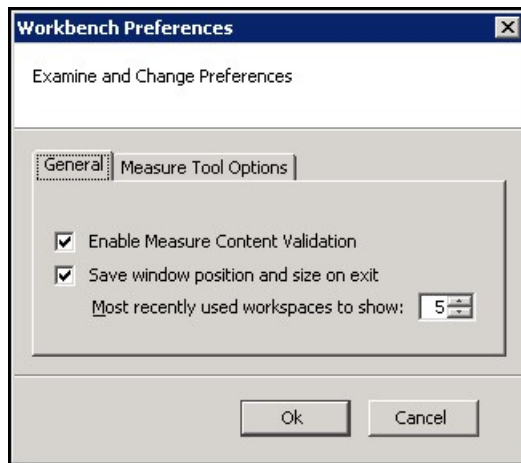 Workbench Preferences
Examine and Change Preferences
General Measure Tool Options
Enable Measure Content Validation
Save window position and size on exit
Most recently used workspaces to show: 5
Ok Cancel